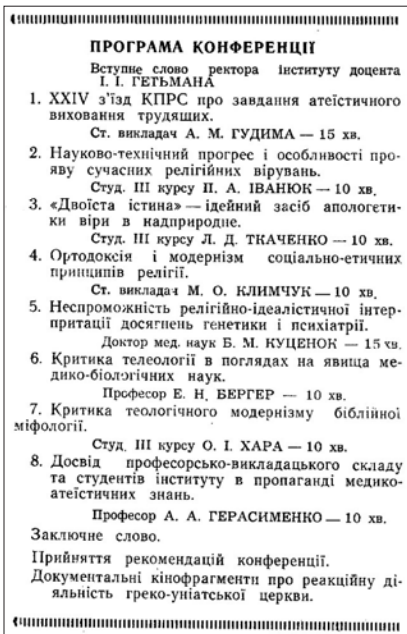 ПРОГРАМА КОНФЕРЕНЦІЇ
Вступне слово ректора інституту доцента
І. І. ГЕТЬМАНА
1. XXIV з’їзд КПРС про завдання атеїстичного
виховання трудящих.
Ст. викладач А. М. ГУДИМА — 15 хв.
2. Науково-технічний прогрес і особливості про-
яву сучасних релігійних вірувань.
Студ. III курсу П. А. ІВАНЮК — 10 хв.
3. «Двоїста істина» — ідейний засіб апологети-
ки віри в надприродне.
Студ. III курсу Л. Д. ТКАЧЕНКО — 10 хв.
4. Ортодоксія і модернізм соціально-етичних
принципів релігії.
Ст. викладач М. О. КЛИМЧУК — 10 хв.
5. Неспроможність релігійно-ідеалістичної інтер-
притації досягнень генетики і психіатрії.
Доктор мед. наук Б. М. КУЦЕНОК — 15 хв.
6. Критика телеології в поглядах на явища ме-
дико-біологічних наук.
Професор Е. Н. БЕРГЕР — 10 хв.
7. Критика теологічного модернізму біблійної
міфології.
Студ. III курсу О. І. ХАРА — 10 хв.
8. Досвід професорсько-викладацького складу
та студентів інституту в пропаганді медико-
атеїстичних знань.
Професор А. А. ГЕРАСИМЕНКО — 10 хв.
Заключне слово.
Прийняття рекомендацій конференції.
Документальні кінофрагменти про реакційну ді-
яльність греко-уніатської церкви.